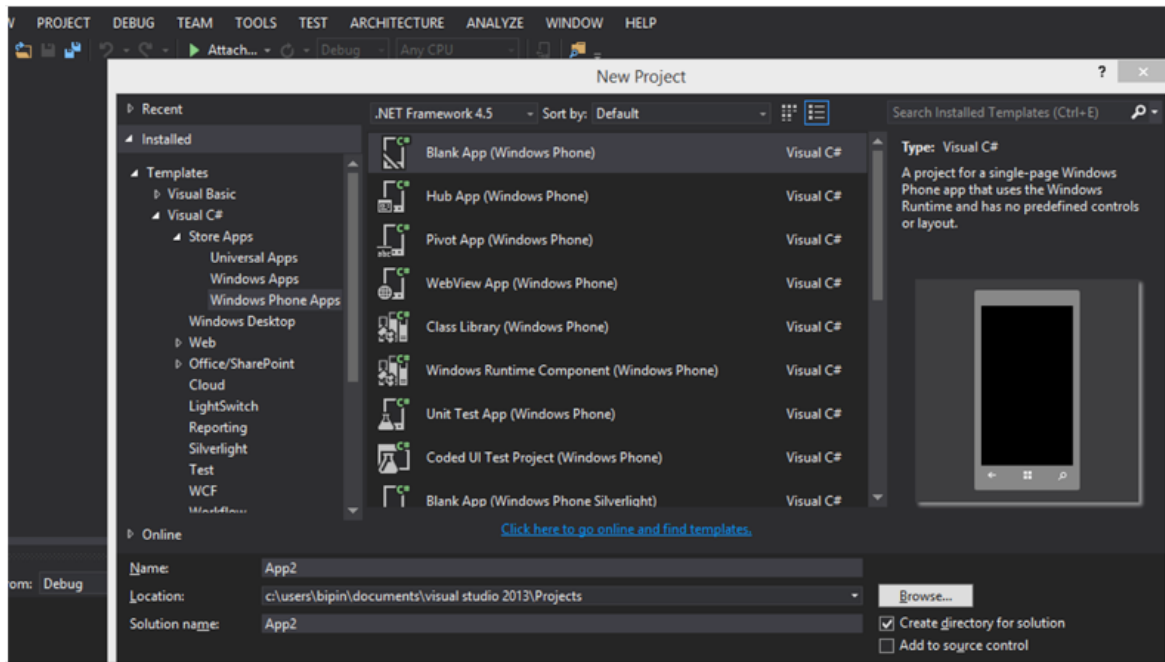 W PROJECT DEBUG TEAM TOOLS TEST ARCHITECTURE ANALYZE WINDOW HELP
Attach... Debug Any CPU
New Project ?
Recent
.NET Framework 4.5 Sort by: Default
Search Installed Templates (Ctrl+E)
Installed
Templates
Visual Basic
Visual C#
Store Apps
Universal Apps
Windows Apps
Windows Phone Apps
Windows Desktop
Web
Office/SharePoint
Cloud
LightSwitch
Reporting
Silverlight
Test
WCF
Workflow
Online
Blank App (Windows Phone) Visual C#
Hub App (Windows Phone) Visual C#
Pivot App (Windows Phone) Visual C#
WebView App (Windows Phone) Visual C#
Class Library (Windows Phone) Visual C#
Windows Runtime Component (Windows Phone) Visual C#
Unit Test App (Windows Phone) Visual C#
Coded UI Test Project (Windows Phone) Visual C#
Blank App (Windows Phone Silverlight) Visual C#
Click here to go online and find templates.
Type: Visual C#
A project for a single-page Windows
Phone app that uses the Windows
Runtime and has no predefined controls
or layout.
om: Debug
Name: App2
Location: c:\users\bipin\documents\visual studio 2013\Projects
Browse...
Solution name: App2
Create directory for solution
Add to source control